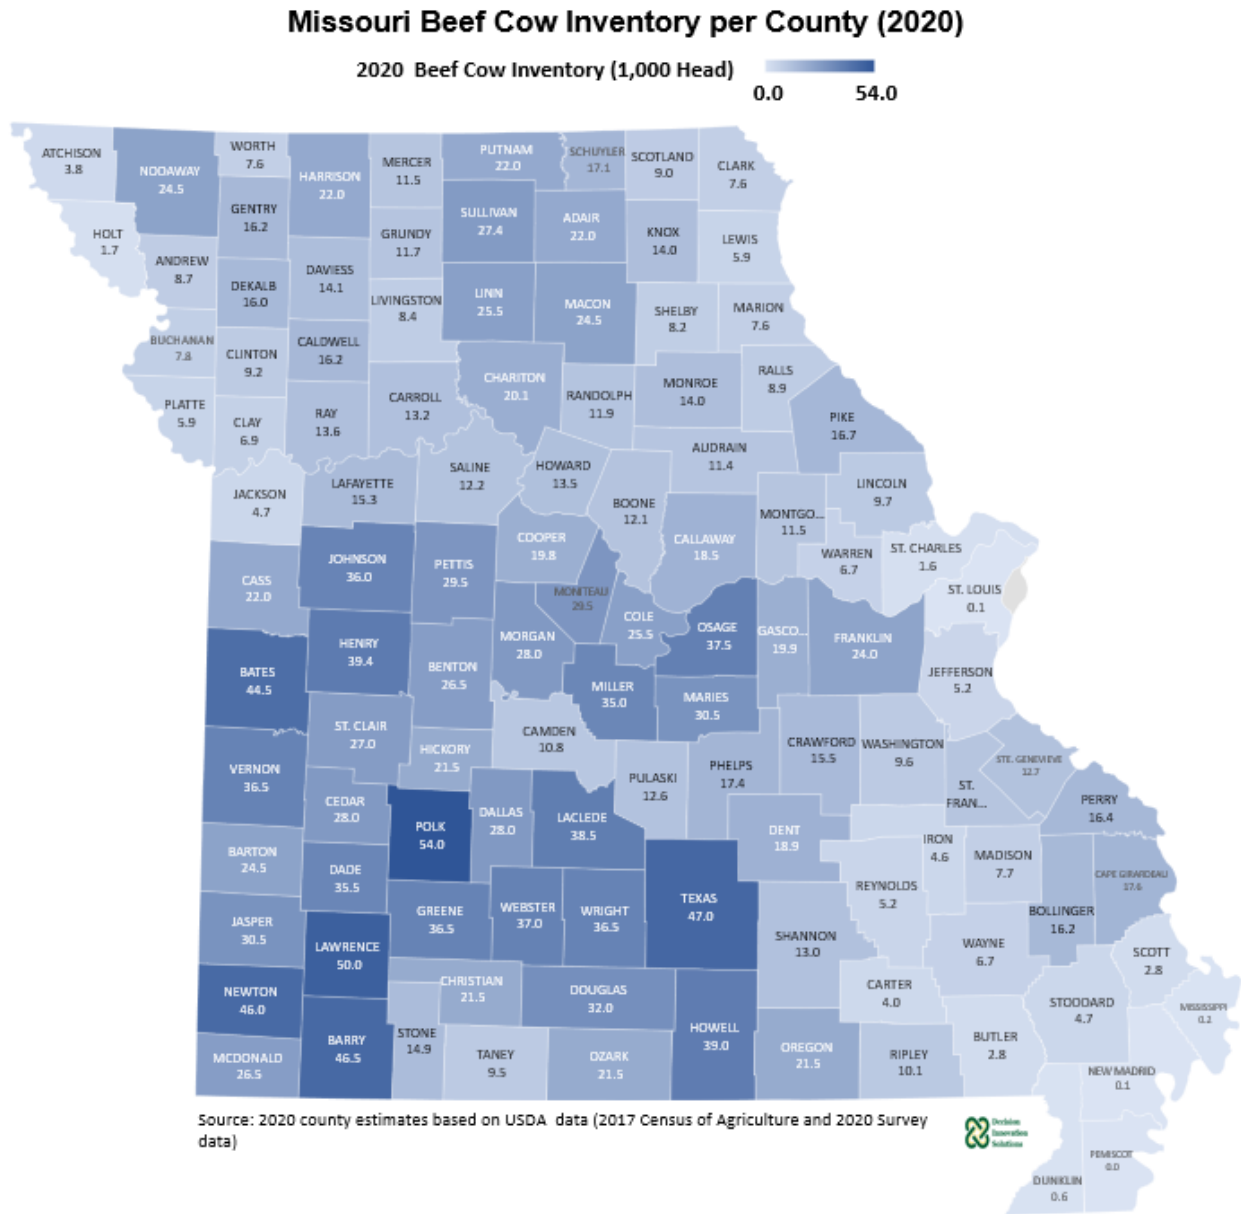 Missouri Beef Cow Inventory per County (2020)
2020 Beef Cow Inventory (1,000 Head)
0.0 54.0
ATCHISON
3.8
NODAWAY
24.5
WORTH
7.6
HARRISON
22.0
MERCER
11.5
PUTNAM
22.0
SCHUYLER
17.1
SCOTLAND
9.0
CLARK
7.6
HOLT
1.7
GENTRY
16.2
SULLIVAN
27.4
ADAIR
22.0
KNOX
14.0
LEWIS
5.9
ANDREW
8.7
DEKALB
16.0
DAVIESS
14.1
GRUNDY
11.7
LIVINGSTON
8.4
LINN
25.5
MACON
24.5
SHELBY
8.2
MARION
7.6
BUCHANAN
7.8
CLINTON
9.2
CALDWELL
16.2
CHARITON
20.1
RANDOLPH
11.9
MONROE
14.0
RALLS
8.9
PLATTE
5.9
CLAY
6.9
RAY
13.6
CARROLL
13.2
PIKE
16.7
AUDRAIN
11.4
JACKSON
4.7
LAFAYETTE
15.3
SALINE
12.2
HOWARD
13.5
BOONE
12.1
LINCOLN
9.7
MONTGO...
11.5
CALLAWAY
18.5
WARREN
6.7
ST. CHARLES
1.6
ST. LOUIS
0.1
COOPER
19.8
JOHNSON
36.0
PETTIS
29.5
CASS
22.0
MONITEAU
29.5
COLE
25.5
OSAGE
37.5
GASCO...
19.9
FRANKLIN
24.0
MORGAN
28.0
HENRY
39.4
BATES
44.5
BENTON
26.5
MILLER
35.0
MARIES
30.5
JEFFERSON
5.2
ST. CLAIR
27.0
HICKORY
21.5
CAMDEN
10.8
CRAWFORD
15.5
WASHINGTON
9.6
STE. GENEVIEVE
12.7
VERNON
36.5
PULASKI
12.6
PHELPS
17.4
ST.
FRAN...
PERRY
16.4
CEDAR
28.0
POLK
54.0
DALLAS
28.0
LACLEDE
38.5
DENT
18.9
IRON
4.6
MADISON
7.7
BARTON
24.5
DADE
35.5
CAPE GIRARDEAU
17.6
REYNOLDS
5.2
TEXAS
47.0
GREENE
36.5
WEBSTER
37.0
WRIGHT
36.5
BOLLINGER
16.2
JASPER
30.5
LAWRENCE
50.0
SHANNON
13.0
WAYNE
6.7
SCOTT
2.8
NEWTON
46.0
CHRISTIAN
21.5
DOUGLAS
32.0
CARTER
4.0
STODDARD
4.7
MISSISSIPPI
0.2
BARRY
46.5
STONE
14.9
HOWELL
39.0
OREGON
21.5
RIPLEY
10.1
BUTLER
2.8
MCDONALD
26.5
TANEY
9.5
OZARK
21.5
NEW MADRID
0.1
PEMISCOT
0.0
DUNKLIN
0.6
Source: 2020 county estimates based on USDA data (2017 Census of Agriculture and 2020 Survey
data)
Decision
Innovation
Solutions